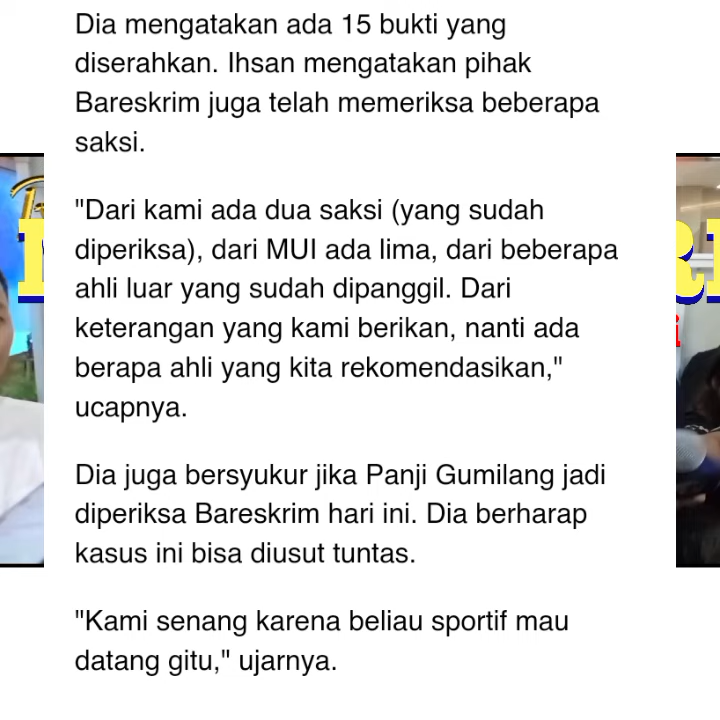 Dia mengatakan ada 15 bukti yang
diserahkan. Ihsan mengatakan pihak
Bareskrim juga telah memeriksa beberapa
saksi.
"Dari kami ada dua saksi (yang sudah
diperiksa), dari MUI ada lima, dari beberapa
ahli luar yang sudah dipanggil. Dari
keterangan yang kami berikan, nanti ada
berapa ahli yang kita rekomendasikan,"
ucapnya.
Dia juga bersyukur jika Panji Gumilang jadi
diperiksa Bareskrim hari ini. Dia berharap
kasus ini bisa diusut tuntas.
"Kami senang karena beliau sportif mau
datang gitu," ujarnya.